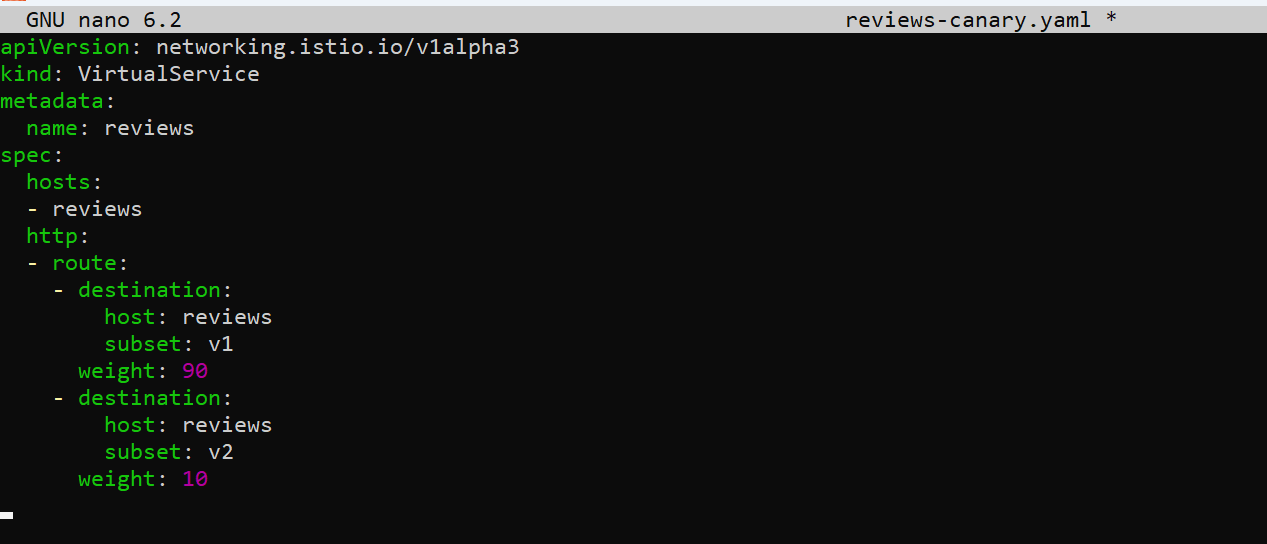 GNU nano 6.2 reviews-canary.yaml *
apiVersion: networking.istio.io/v1alpha3
kind: VirtualService
metadata:
  name: reviews
spec:
  hosts:
  - reviews
  http:
  - route:
    - destination:
        host: reviews
        subset: v1
      weight: 90
    - destination:
        host: reviews
        subset: v2
      weight: 10